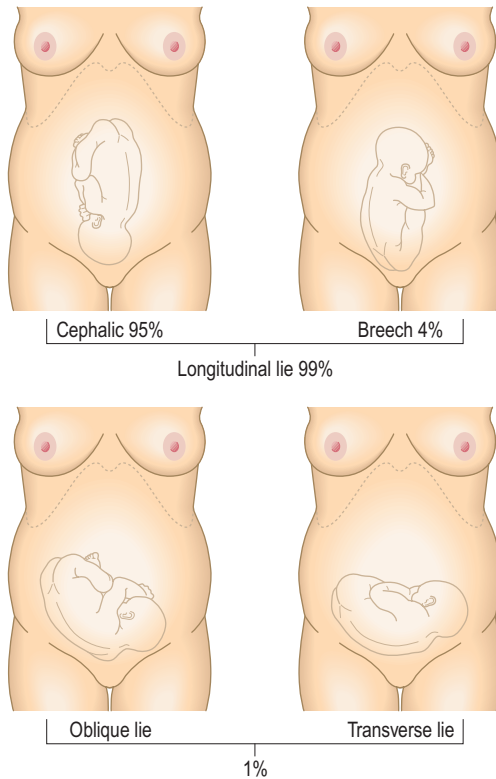 Cephalic 95%
Breech 4%
Longitudinal lie 99%
Oblique lie
Transverse lie
1%